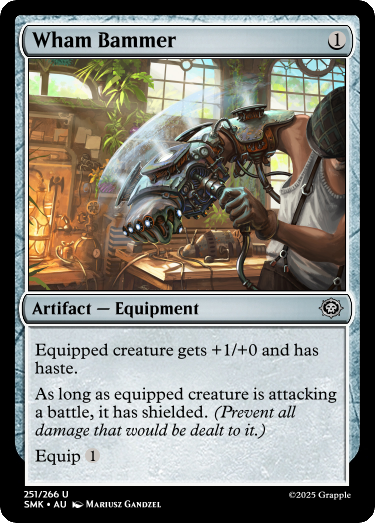 Wham Bammer 1
Artifact — Equipment
Equipped creature gets +1/+0 and has
haste.
As long as equipped creature is attacking
a battle, it has shielded. (Prevent all
damage that would be dealt to it.)
Equip 1
251/266 U
SMK • AU Mariusz Gandzel
©2025 Grapple